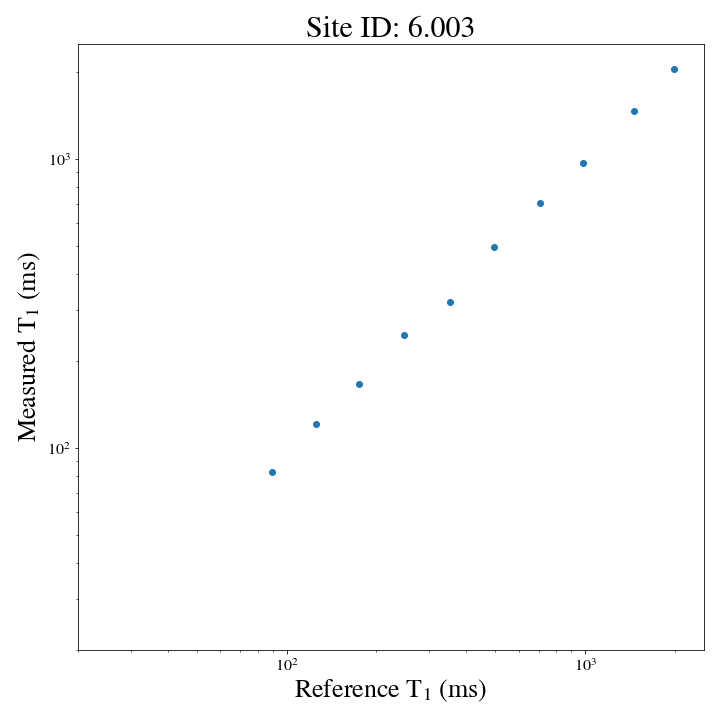 Site ID: 6.003
Measured T₁ (ms)
10³
10²
10² 10³
Reference T₁ (ms)